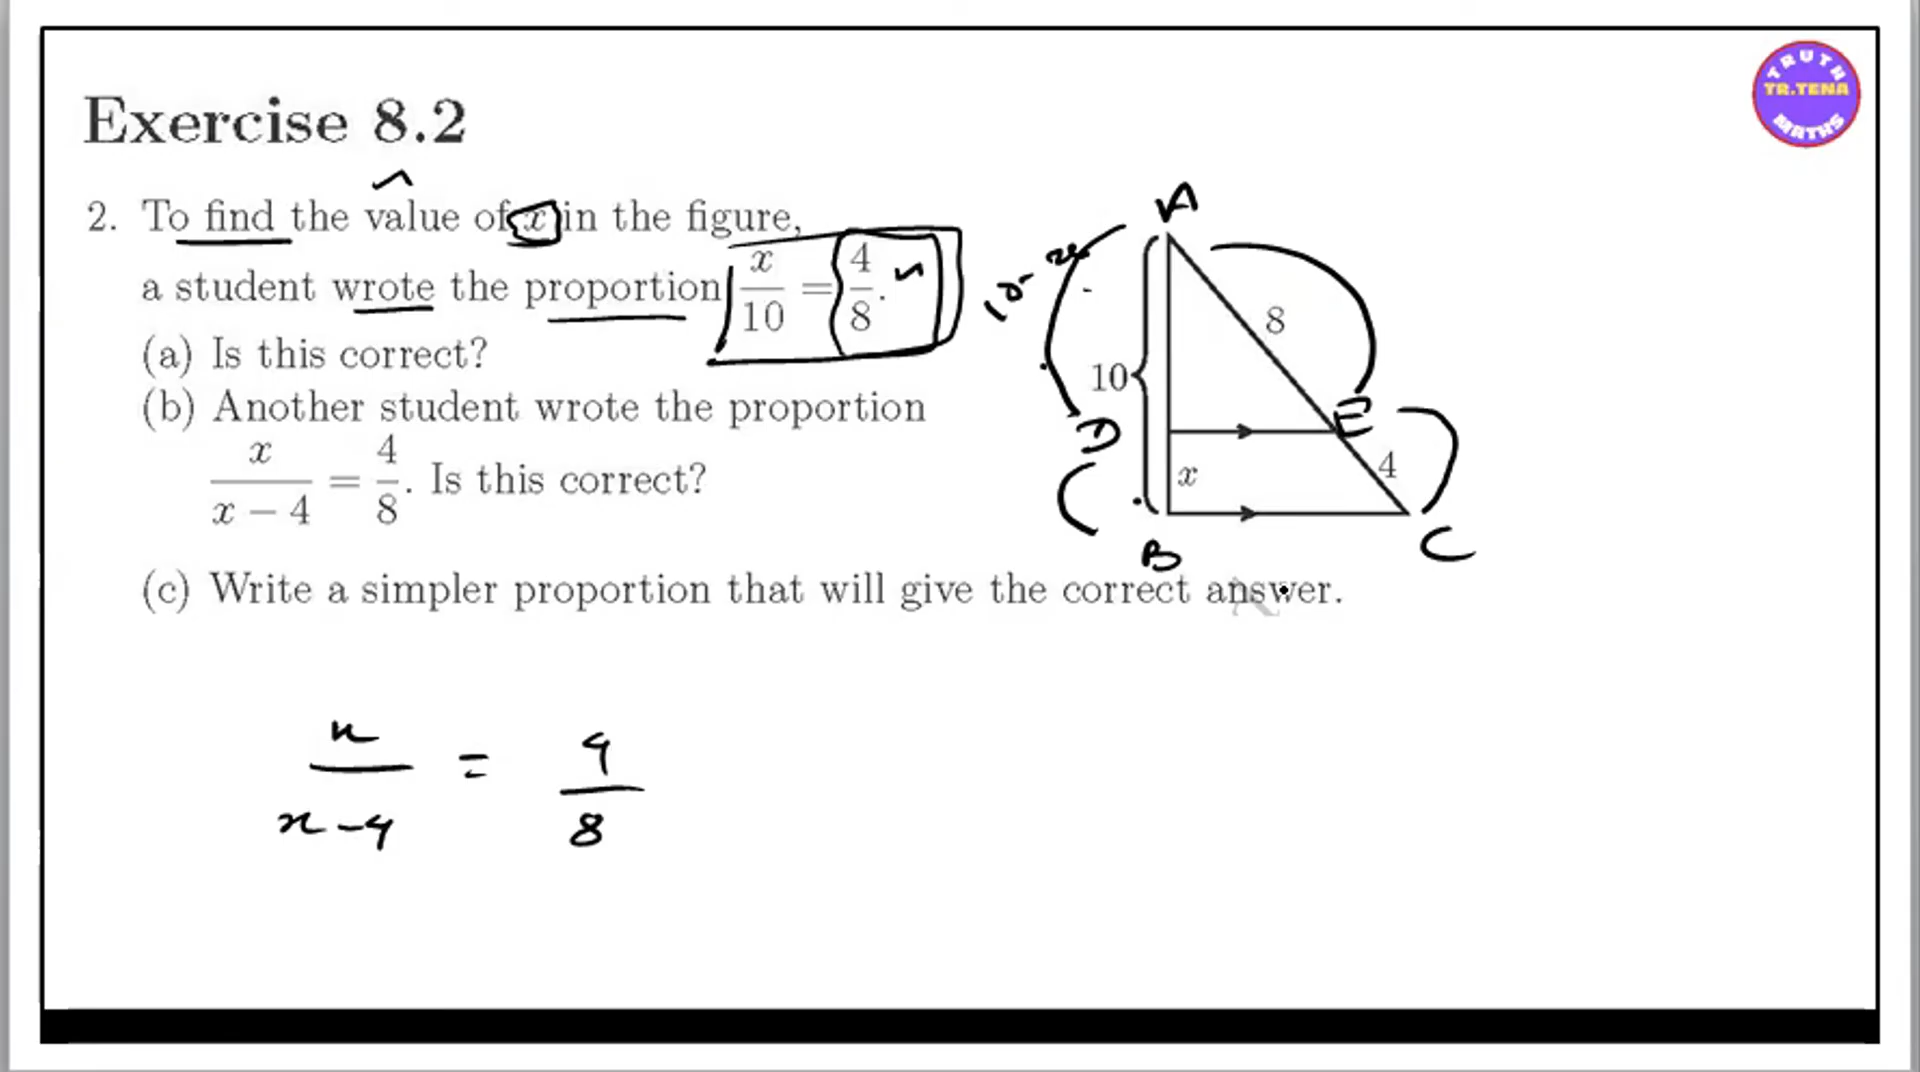 TRUTH
TR.TENA
MATHS
Exercise 8.2
2. To find the value of x in the figure,
a student wrote the proportion x/10 = 4/8.
(a) Is this correct?
(b) Another student wrote the proportion
x/(x − 4) = 4/8. Is this correct?
(c) Write a simpler proportion that will give the correct answer.
A
10 - x
8
10
D
E
x
4
B
C
x/(x-4) = 4/8